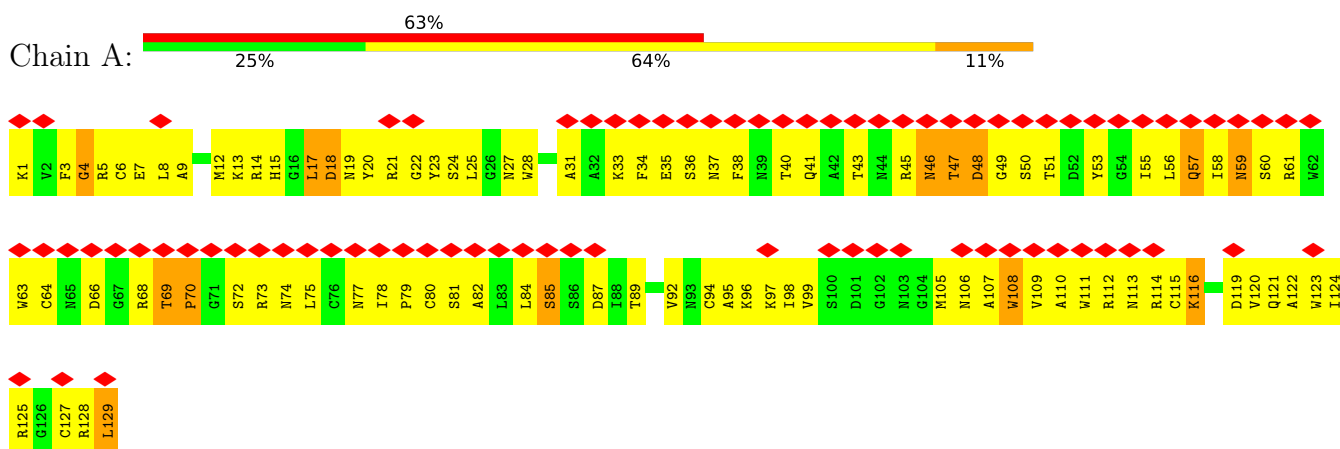 63%
Chain A:
25% 64% 11%
K1 V2 F3 G4 R5 C6 E7 L8 A9 M12 K13 R14 H15 G16 L17 D18 N19 Y20 R21 G22 Y23 S24 L25 G26 N27 W28 A31 A32 K33 F34 E35 S36 N37 F38 N39 T40 Q41 A42 T43 N44 R45 N46 T47 D48 G49 S50 T51 D52 Y53 G54 I55 L56 Q57 I58 N59 S60 R61 W62
W63 C64 N65 D66 G67 R68 T69 P70 G71 S72 R73 N74 L75 C76 N77 I78 P79 C80 S81 A82 L83 L84 S85 S86 D87 I88 T89 V92 N93 C94 A95 K96 K97 I98 V99 S100 D101 G102 N103 G104 M105 N106 A107 W108 V109 A110 W111 R112 N113 R114 C115 K116 D119 V120 Q121 A122 W123 I124
R125 G126 C127 R128 L129